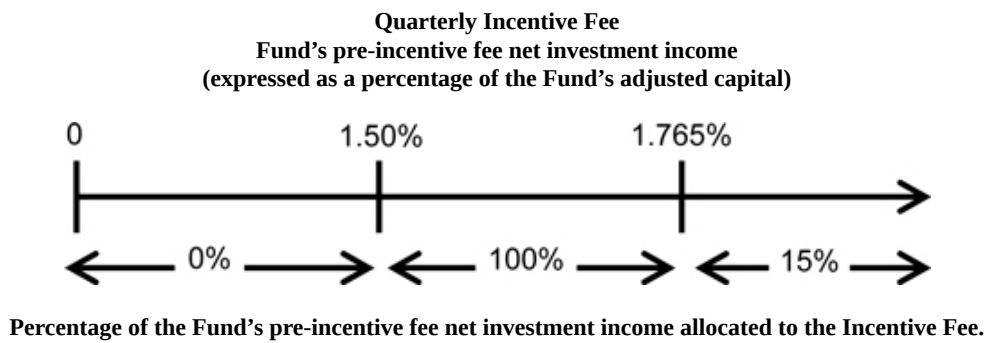 Quarterly Incentive Fee
Fund’s pre-incentive fee net investment income
(expressed as a percentage of the Fund’s adjusted capital)
0 1.50% 1.765%
0% 100% 15%
Percentage of the Fund’s pre-incentive fee net investment income allocated to the Incentive Fee.